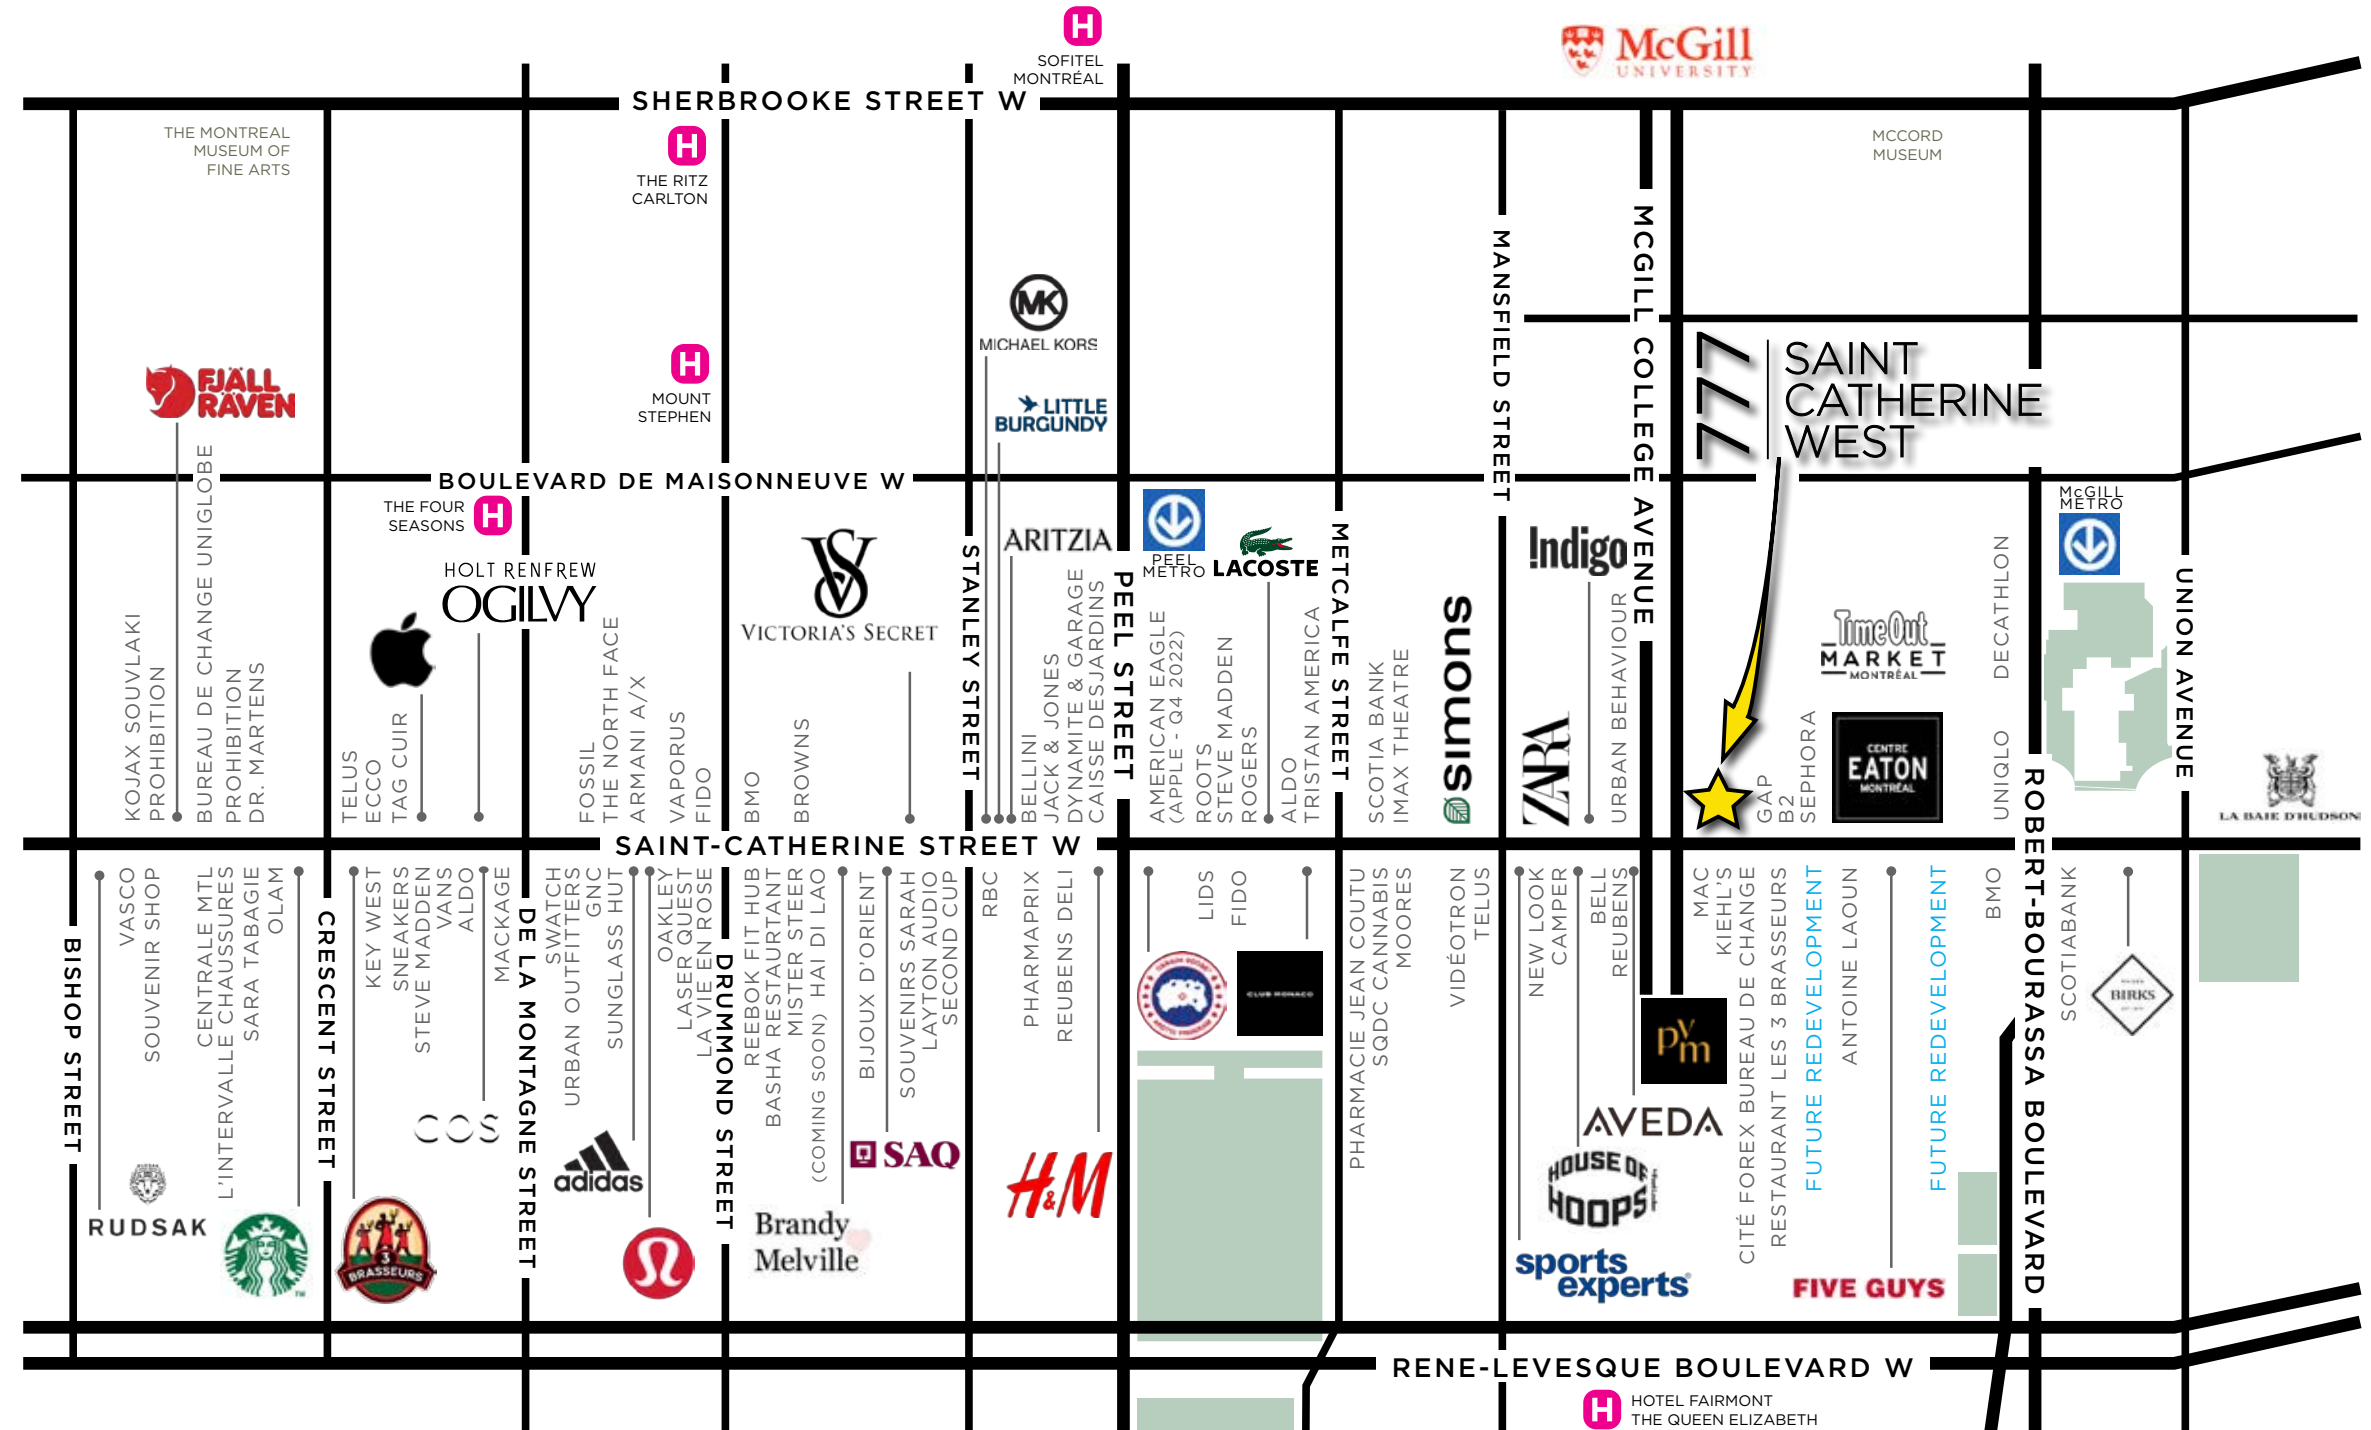 H
SOFITEL
MONTRÉAL
McGill
UNIVERSITY
SHERBROOKE STREET W
THE MONTREAL
MUSEUM OF
FINE ARTS
H
THE RITZ
CARLTON
MCCORD
MUSEUM
MK
MICHAEL KORS
H
MOUNT
STEPHEN
FJÄLL
RÄVEN
LITTLE
BURGUNDY
777
SAINT
CATHERINE
WEST
BOULEVARD DE MAISONNEUVE W
THE FOUR
SEASONS
H
HOLT RENFREW
OGILVY
VS
VICTORIA'S SECRET
ARITZIA
PEEL
METRO
LACOSTE
!ndigo
McGILL
METRO
TimeOut
MARKET
MONTRÉAL
CENTRE
EATON
MONTRÉAL
simons
ZARA
LA BAIE D'HUDSON
KOJAX SOUVLAKI
PROHIBITION
BUREAU DE CHANGE UNIGLOBE
PROHIBITION
DR. MARTENS
TELUS
ECCO
TAG CUIR
FOSSIL
THE NORTH FACE
ARMANI A/X
VAPORUS
FIDO
BMO
BROWNS
BELLINI
JACK & JONES
DYNAMITE & GARAGE
CAISSE DESJARDINS
AMERICAN EAGLE
(APPLE - Q4 2022)
ROOTS
STEVE MADDEN
ROGERS
ALDO
TRISTAN AMERICA
SCOTIA BANK
IMAX THEATRE
URBAN BEHAVIOUR
GAP
B2
SEPHORA
UNIQLO
DECATHLON
SAINT-CATHERINE STREET W
BISHOP STREET
CRESCENT STREET
DE LA MONTAGNE STREET
DRUMMOND STREET
STANLEY STREET
PEEL STREET
METCALFE STREET
MANSFIELD STREET
MCGILL COLLEGE AVENUE
ROBERT-BOURASSA BOULEVARD
UNION AVENUE
VASCO
SOUVENIR SHOP
CENTRALE MTL
L'INTERVALLE CHAUSSURES
SARA TABAGIE
OLAM
KEY WEST
SNEAKERS
STEVE MADDEN
VANS
ALDO
MACKAGE
SWATCH
URBAN OUTFITTERS
GNC
SUNGLASS HUT
OAKLEY
LASER QUEST
LA VIE EN ROSE
REEBOK FIT HUB
BASHA RESTAURTANT
MISTER STEER
(COMING SOON) HAI DI LAO
BIJOUX D'ORIENT
SOUVENIRS SARAH
LAYTON AUDIO
SECOND CUP
RBC
PHARMAPRIX
REUBENS DELI
LIDS
FIDO
PHARMACIE JEAN COUTU
SQDC CANNABIS
MOORES
VIDÉOTRON
TELUS
NEW LOOK
CAMPER
BELL
REUBENS
MAC
KIEHL'S
CITÉ FOREX BUREAU DE CHANGE
RESTAURANT LES 3 BRASSEURS
FUTURE REDEVELOPMENT
ANTOINE LAOUN
FUTURE REDEVELOPMENT
BMO
SCOTIABANK
CLUB MONACO
pvm
BIRKS
RUDSAK
3
BRASSEURS
COS
adidas
Brandy
Melville
SAQ
H&M
AVEDA
HOUSE OF
HOOPS
sports
experts
FIVE GUYS
RENE-LEVESQUE BOULEVARD W
H
HOTEL FAIRMONT
THE QUEEN ELIZABETH